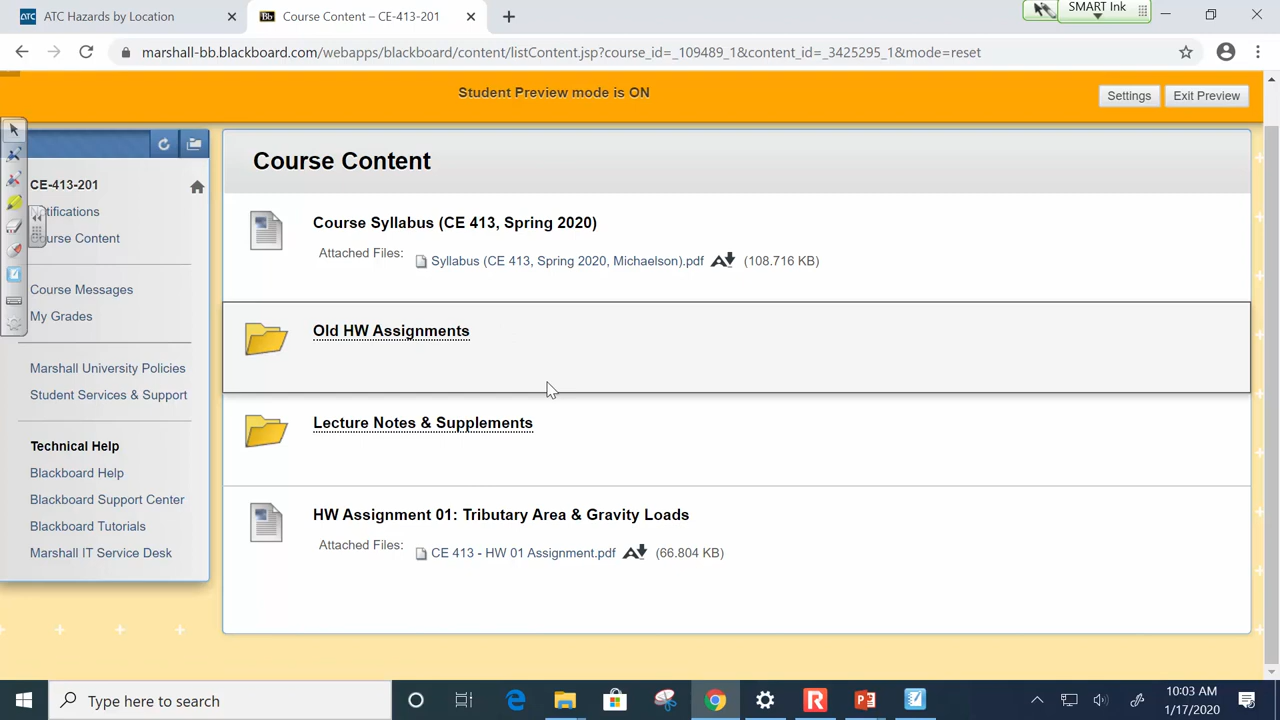 ATC Hazards by Location
Course Content – CE-413-201
SMART Ink
marshall-bb.blackboard.com/webapps/blackboard/content/listContent.jsp?course_id=_109489_1&content_id=_3425295_1&mode=reset
Student Preview mode is ON
Settings
Exit Preview
CE-413-201
tifications
urse Content
Course Messages
My Grades
Marshall University Policies
Student Services & Support
Technical Help
Blackboard Help
Blackboard Support Center
Blackboard Tutorials
Marshall IT Service Desk
Course Content
Course Syllabus (CE 413, Spring 2020)
Attached Files: Syllabus (CE 413, Spring 2020, Michaelson).pdf (108.716 KB)
Old HW Assignments
Lecture Notes & Supplements
HW Assignment 01: Tributary Area & Gravity Loads
Attached Files: CE 413 - HW 01 Assignment.pdf (66.804 KB)
Type here to search
10:03 AM
1/17/2020